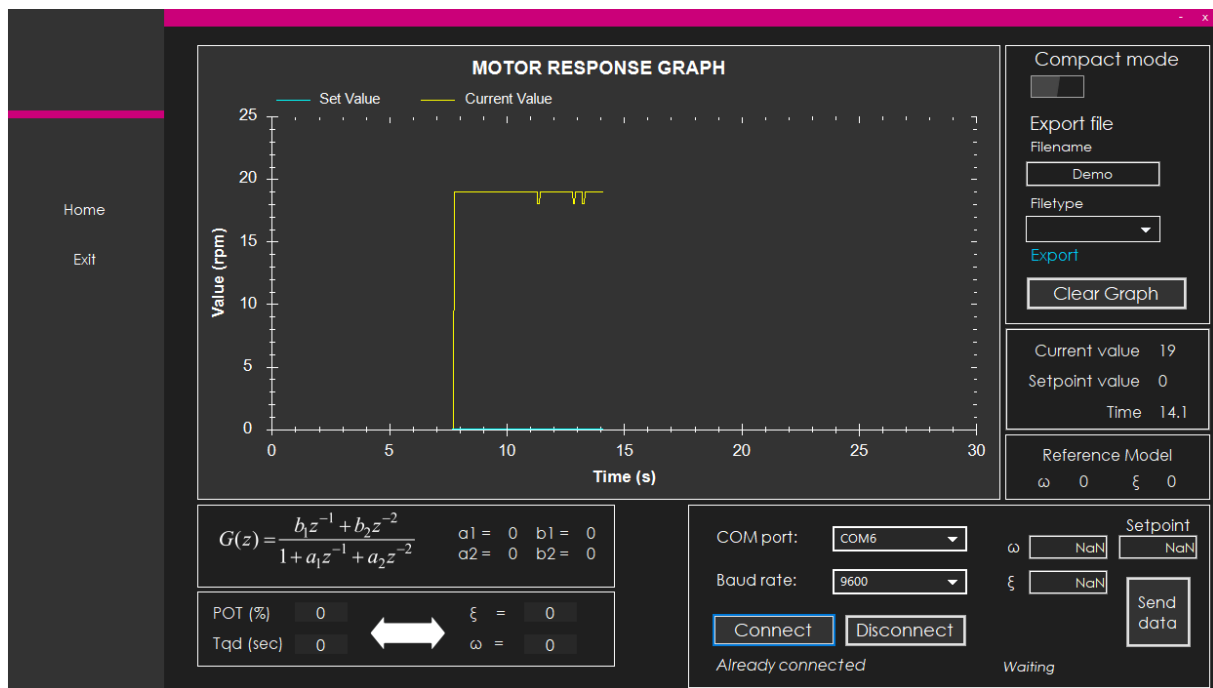 - x
Home
Exit
MOTOR RESPONSE GRAPH
Set Value Current Value
25
20
15
10
5
0
Value (rpm)
0 5 10 15 20 25 30
Time (s)
Compact mode
Export file
Filename
Demo
Filetype
Export
Clear Graph
Current value 19
Setpoint value 0
Time 14.1
Reference Model
ω 0 ξ 0
G(z) = (b₁z⁻¹ + b₂z⁻²) / (1 + a₁z⁻¹ + a₂z⁻²)
a1 = 0 b1 = 0
a2 = 0 b2 = 0
POT (%) 0 ξ = 0
Tqd (sec) 0 ω = 0
COM port: COM6
Baud rate: 9600
Connect Disconnect
Already connected
Setpoint
ω NaN NaN
ξ NaN
Send
data
Waiting